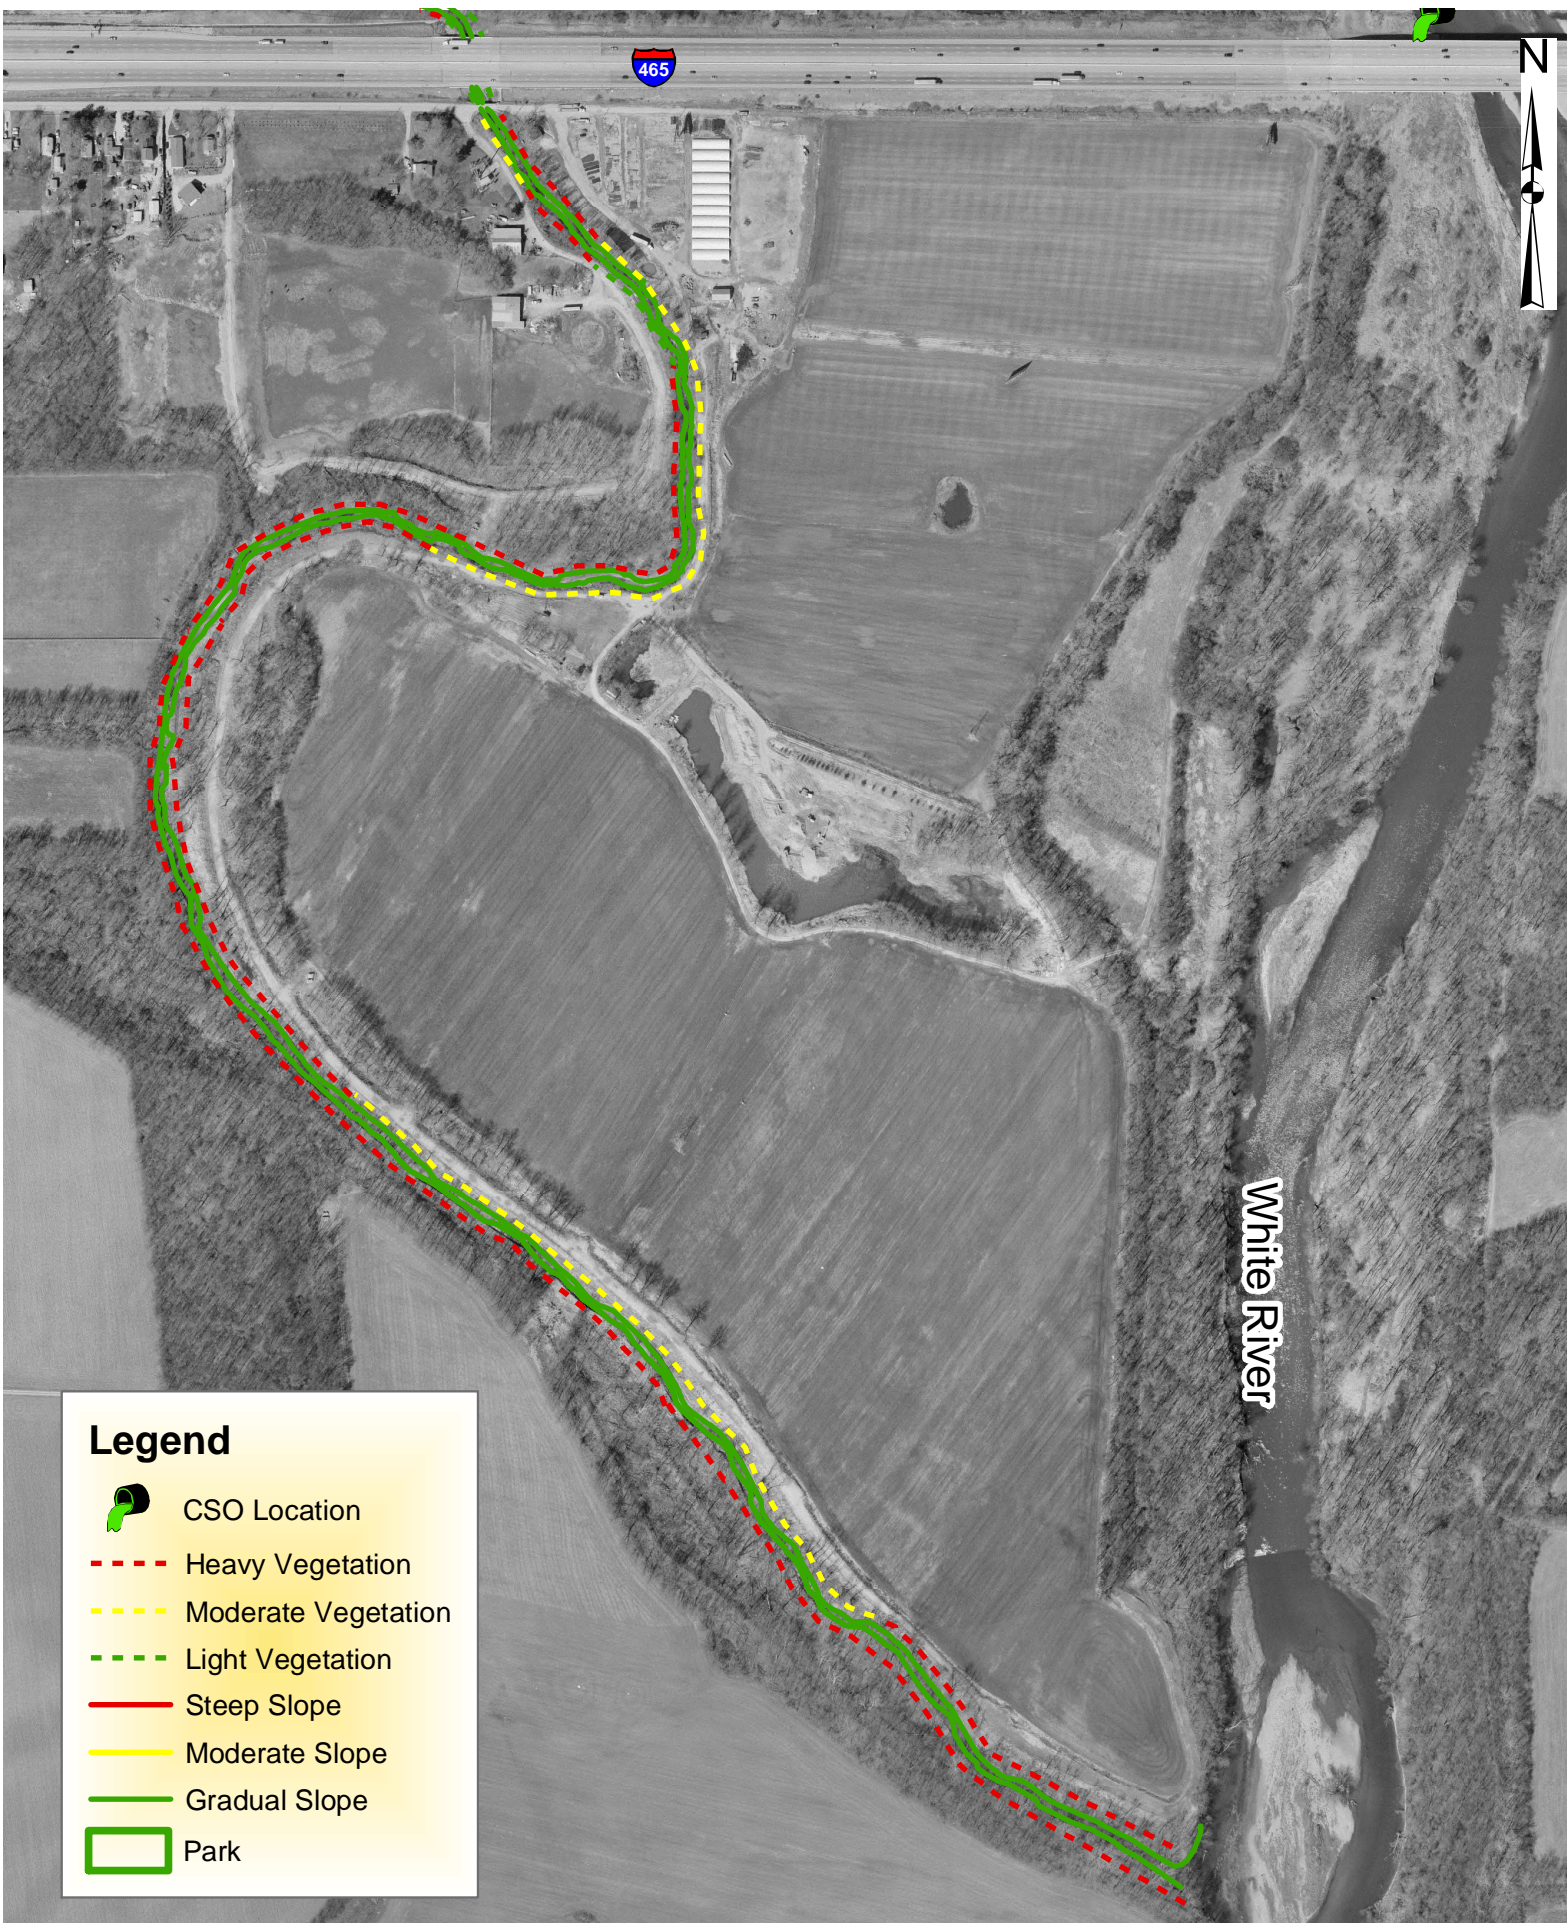 465
N
White River
Legend
CSO Location
Heavy Vegetation
Moderate Vegetation
Light Vegetation
Steep Slope
Moderate Slope
Gradual Slope
Park